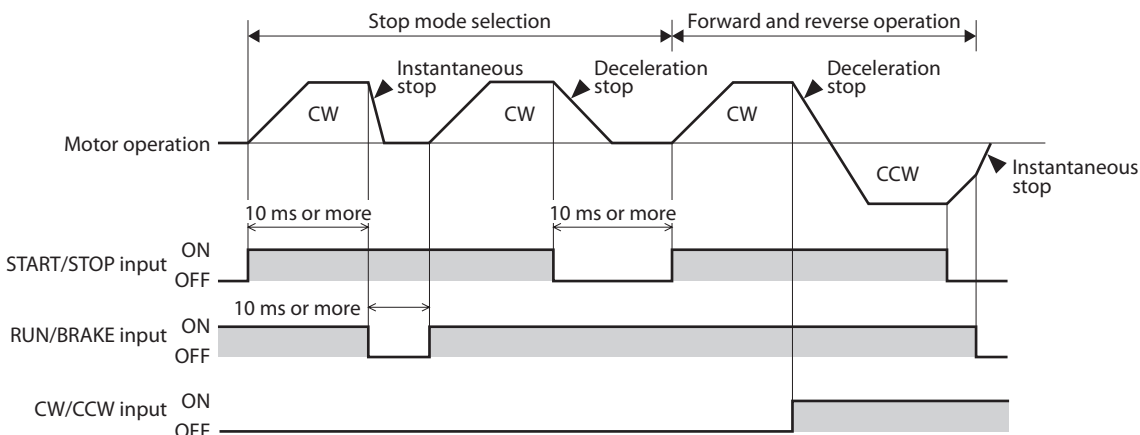 Stop mode selection
Forward and reverse operation
Instantaneous
stop
Deceleration
stop
Deceleration
stop
CW
CW
CW
Motor operation
CCW
Instantaneous
stop
10 ms or more
10 ms or more
START/STOP input
ON
OFF
10 ms or more
RUN/BRAKE input
ON
OFF
CW/CCW input
ON
OFF